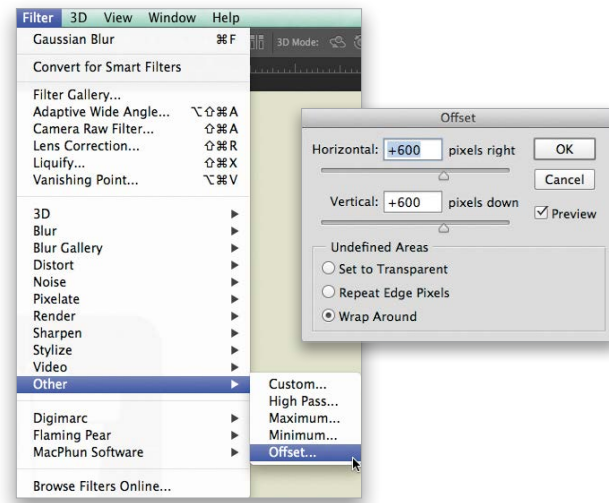 Filter 3D View Window Help
Gaussian Blur ⌘F
3D Mode:
Convert for Smart Filters
Filter Gallery...
Adaptive Wide Angle... ⌥⇧⌘A
Camera Raw Filter... ⇧⌘A
Lens Correction... ⇧⌘R
Liquify... ⇧⌘X
Vanishing Point... ⌥⌘V
3D
Blur
Blur Gallery
Distort
Noise
Pixelate
Render
Sharpen
Stylize
Video
Other
Digimarc
Flaming Pear
MacPhun Software
Browse Filters Online...
Custom...
High Pass...
Maximum...
Minimum...
Offset...
Offset
Horizontal: +600 pixels right OK
Cancel
Vertical: +600 pixels down
Preview
Undefined Areas
Set to Transparent
Repeat Edge Pixels
Wrap Around